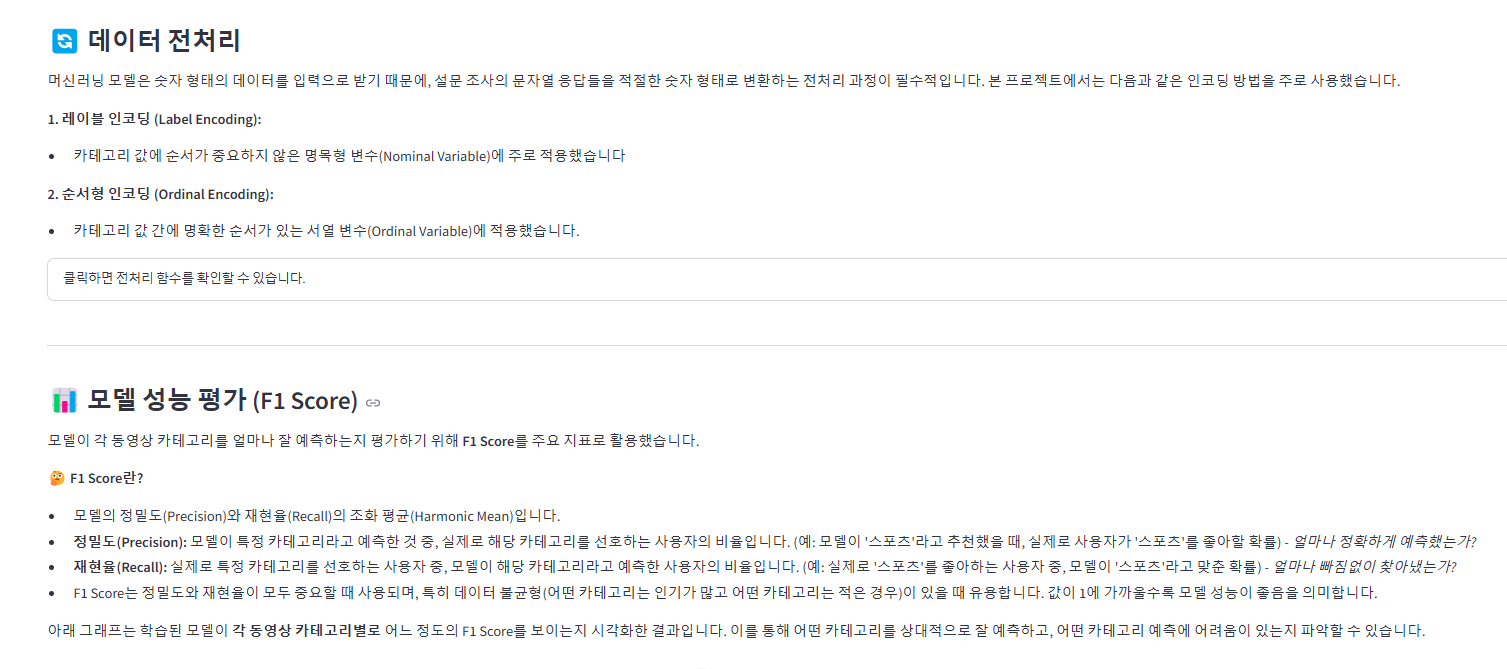 데이터 전처리
머신러닝 모델은 숫자 형태의 데이터를 입력으로 받기 때문에, 설문 조사의 문자열 응답들을 적절한 숫자 형태로 변환하는 전처리 과정이 필수적입니다. 본 프로젝트에서는 다음과 같은 인코딩 방법을 주로 사용했습니다.
1. 레이블 인코딩 (Label Encoding):
• 카테고리 값에 순서가 중요하지 않은 명목형 변수(Nominal Variable)에 주로 적용했습니다
2. 순서형 인코딩 (Ordinal Encoding):
• 카테고리 값 간에 명확한 순서가 있는 서열 변수(Ordinal Variable)에 적용했습니다.
클릭하면 전처리 함수를 확인할 수 있습니다.
모델 성능 평가 (F1 Score)
모델이 각 동영상 카테고리를 얼마나 잘 예측하는지 평가하기 위해 F1 Score를 주요 지표로 활용했습니다.
🤔 F1 Score란?
• 모델의 정밀도(Precision)와 재현율(Recall)의 조화 평균(Harmonic Mean)입니다.
• 정밀도(Precision): 모델이 특정 카테고리라고 예측한 것 중, 실제로 해당 카테고리를 선호하는 사용자의 비율입니다. (예: 모델이 '스포츠'라고 추천했을 때, 실제로 사용자가 '스포츠'를 좋아할 확률) - 얼마나 정확하게 예측했는가?
• 재현율(Recall): 실제로 특정 카테고리를 선호하는 사용자 중, 모델이 해당 카테고리라고 예측한 사용자의 비율입니다. (예: 실제로 '스포츠'를 좋아하는 사용자 중, 모델이 '스포츠'라고 맞춘 확률) - 얼마나 빠짐없이 찾아냈는가?
• F1 Score는 정밀도와 재현율이 모두 중요할 때 사용되며, 특히 데이터 불균형(어떤 카테고리는 인기가 많고 어떤 카테고리는 적은 경우)이 있을 때 유용합니다. 값이 1에 가까울수록 모델 성능이 좋음을 의미합니다.
아래 그래프는 학습된 모델이 각 동영상 카테고리별로 어느 정도의 F1 Score를 보이는지 시각화한 결과입니다. 이를 통해 어떤 카테고리를 상대적으로 잘 예측하고, 어떤 카테고리 예측에 어려움이 있는지 파악할 수 있습니다.